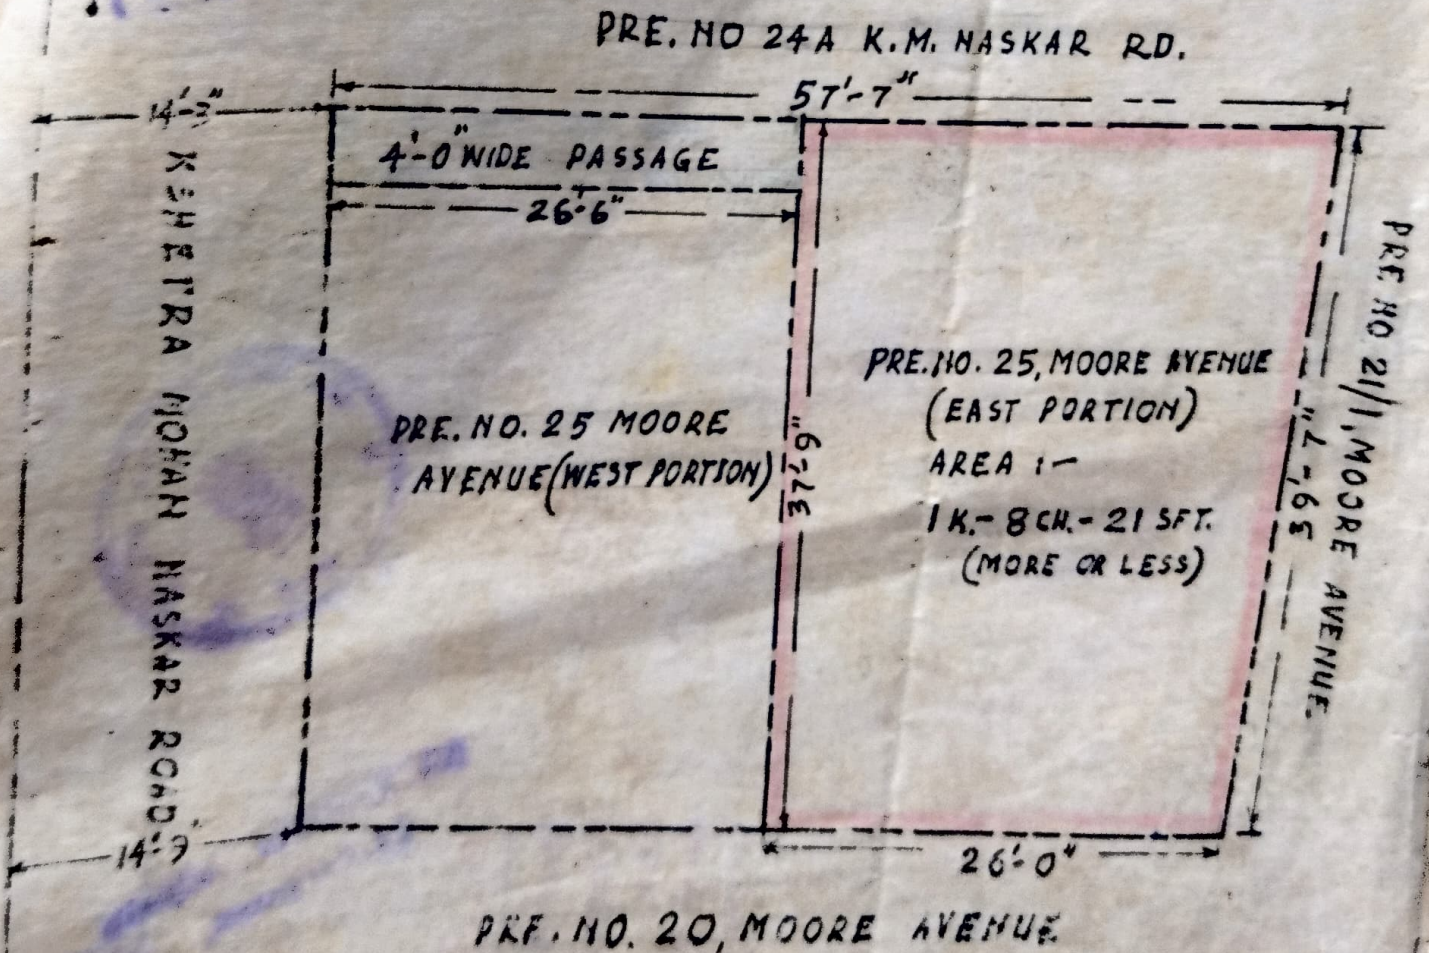 PRE. NO 24A K.M. NASKAR RD.
57'-7"
14'-3"
4'-0" WIDE PASSAGE
26'-6"
KSHETRA MOHAN NASKAR ROAD.
PRE. NO. 25 MOORE
AVENUE (WEST PORTION)
37'-9"
PRE. NO. 25, MOORE AVENUE
(EAST PORTION)
AREA :-
1 K.- 8 CH.- 21 SFT.
(MORE OR LESS)
39'-7"
PRE NO 21/1, MOORE AVENUE.
14'-9
26'-0"
PRE. NO. 20, MOORE AVENUE